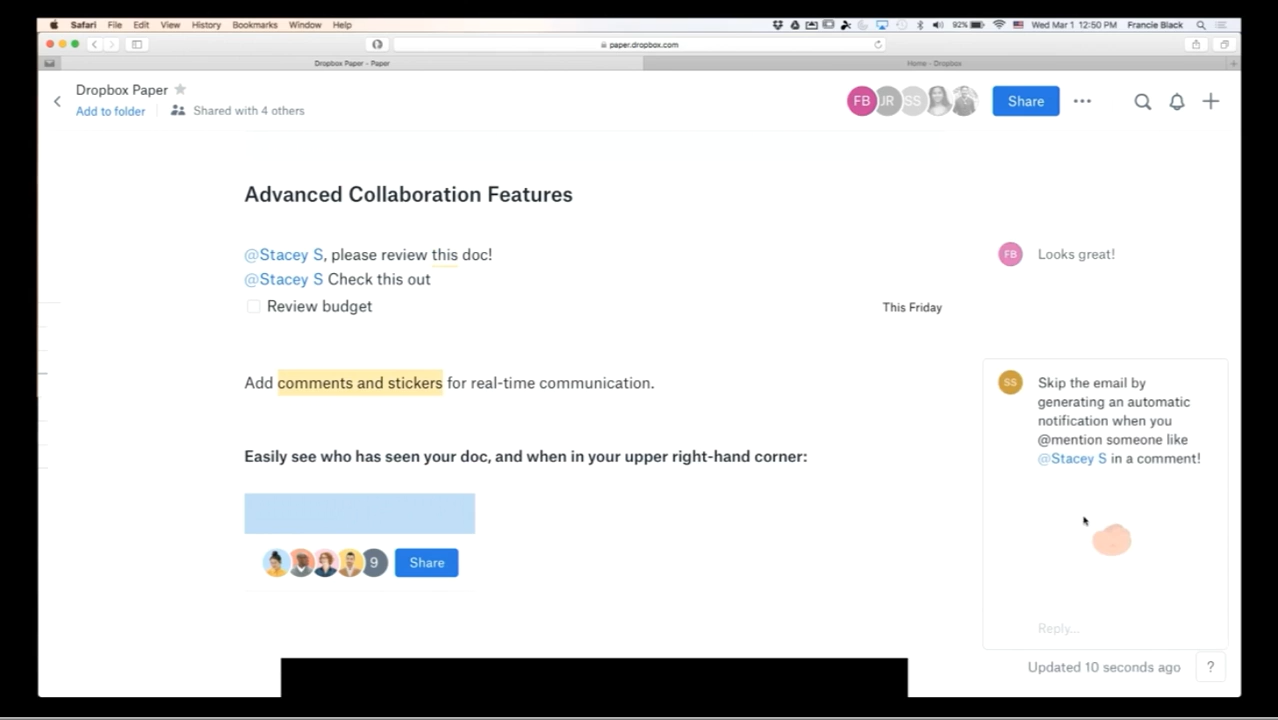 Safari File Edit View History Bookmarks Window Help 92% Wed Mar 1 12:50 PM Francie Black
paper.dropbox.com
Dropbox Paper - Paper Home - Dropbox
Dropbox Paper
Add to folder Shared with 4 others
FB JR SS Share
Advanced Collaboration Features
@Stacey S, please review this doc!
FB Looks great!
@Stacey S Check this out
Review budget This Friday
Add comments and stickers for real-time communication.
SS Skip the email by
generating an automatic
notification when you
@mention someone like
@Stacey S in a comment!
Easily see who has seen your doc, and when in your upper right-hand corner:
9 Share
Reply...
Updated 10 seconds ago ?